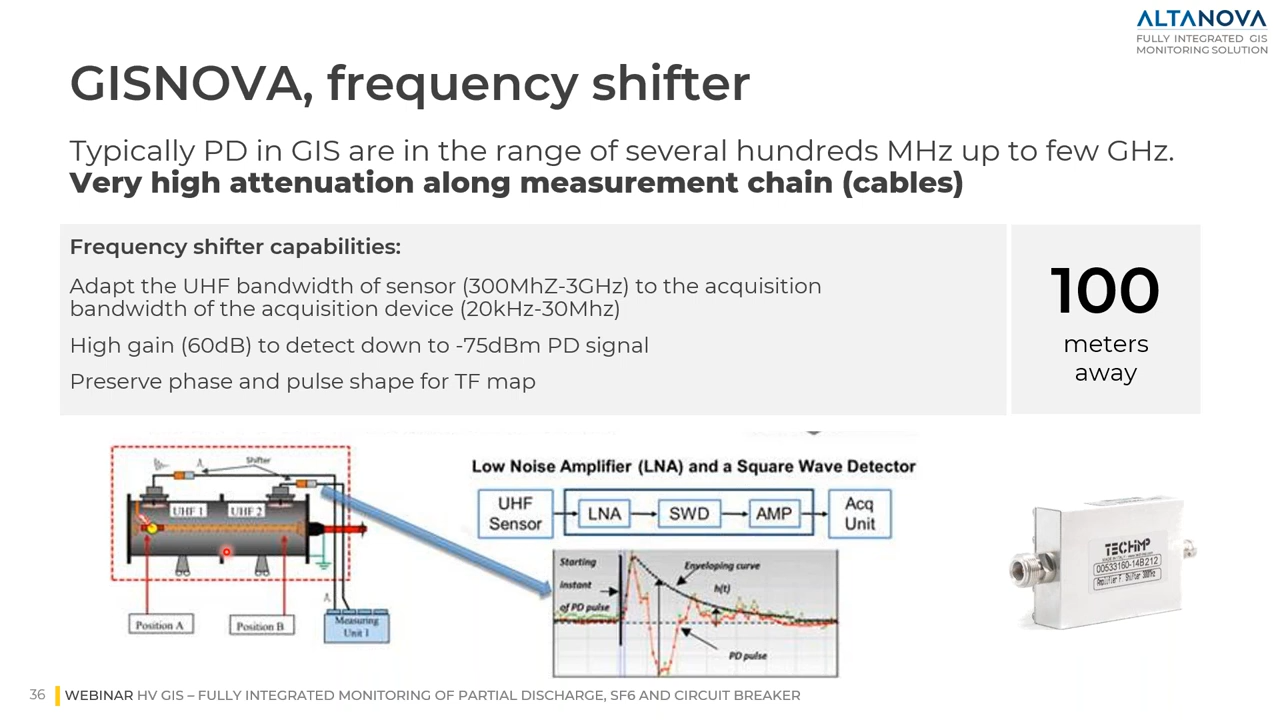 ALTANOVA
FULLY INTEGRATED GIS
MONITORING SOLUTION
GISNOVA, frequency shifter
Typically PD in GIS are in the range of several hundreds MHz up to few GHz.
Very high attenuation along measurement chain (cables)
Frequency shifter capabilities:
Adapt the UHF bandwidth of sensor (300MhZ-3GHz) to the acquisition
bandwidth of the acquisition device (20kHz-30Mhz)
High gain (60dB) to detect down to -75dBm PD signal
Preserve phase and pulse shape for TF map
100
meters
away
Shifter
UHF 1
UHF 2
Position A
Position B
Measuring
Unit 1
Low Noise Amplifier (LNA) and a Square Wave Detector
UHF
Sensor
LNA
SWD
AMP
Acq
Unit
Starting
instant
of PD pulse
Enveloping curve
h(t)
PD pulse
TECHIMP
00533160-14B212
Amplifier F. Shifter 300MHz
36
WEBINAR HV GIS – FULLY INTEGRATED MONITORING OF PARTIAL DISCHARGE, SF6 AND CIRCUIT BREAKER